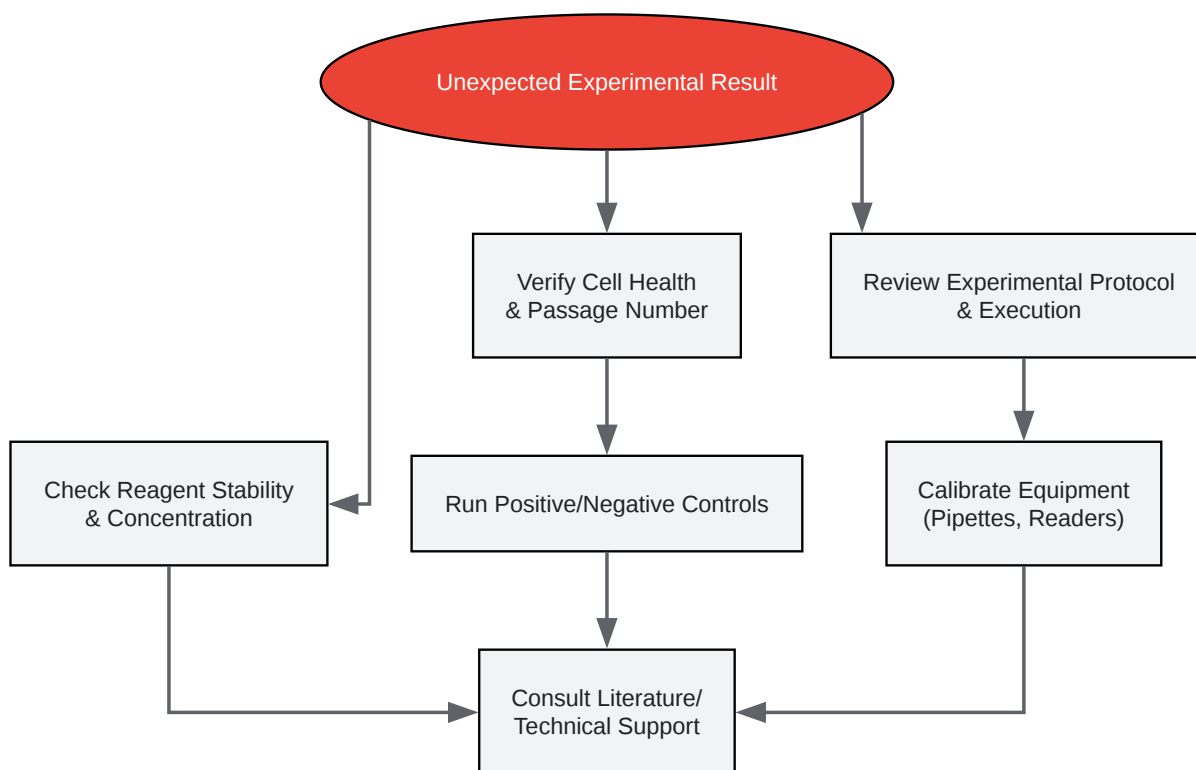 Unexpected Experimental Result
Verify Cell Health
& Passage Number
Review Experimental Protocol
& Execution
Check Reagent Stability
& Concentration
Run Positive/Negative Controls
Calibrate Equipment
(Pipettes, Readers)
Consult Literature/
Technical Support